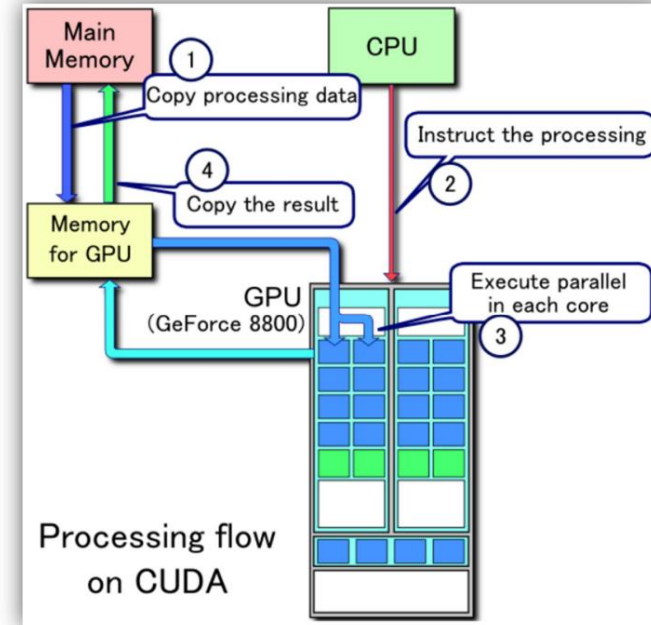 Main
Memory
CPU
1
Copy processing data
Instruct the processing
2
4
Copy the result
Memory
for GPU
GPU
(GeForce 8800)
Execute parallel
in each core
3
Processing flow
on CUDA